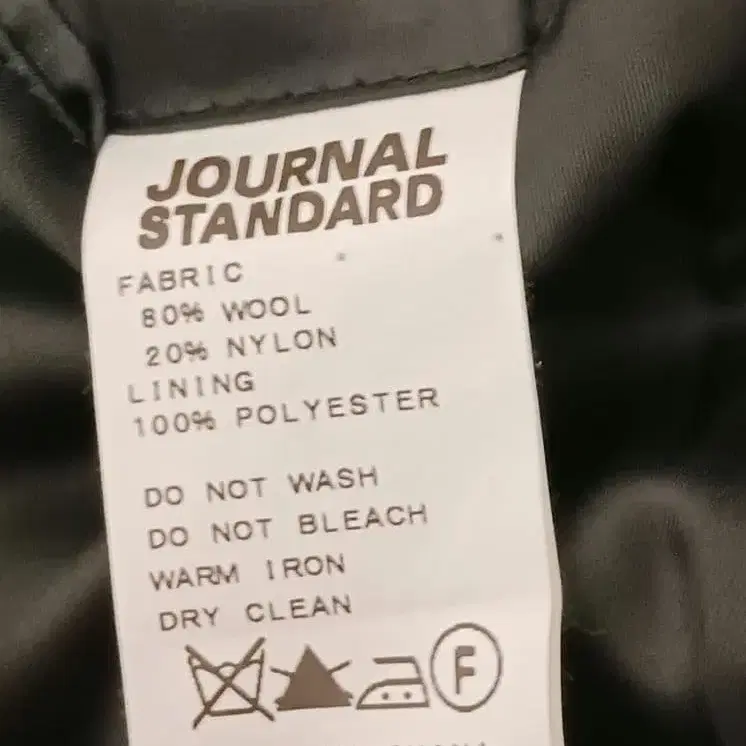 JOURNAL
STANDARD
FABRIC
80% WOOL
20% NYLON
LINING
100% POLYESTER
DO NOT WASH
DO NOT BLEACH
WARM IRON
DRY CLEAN
F